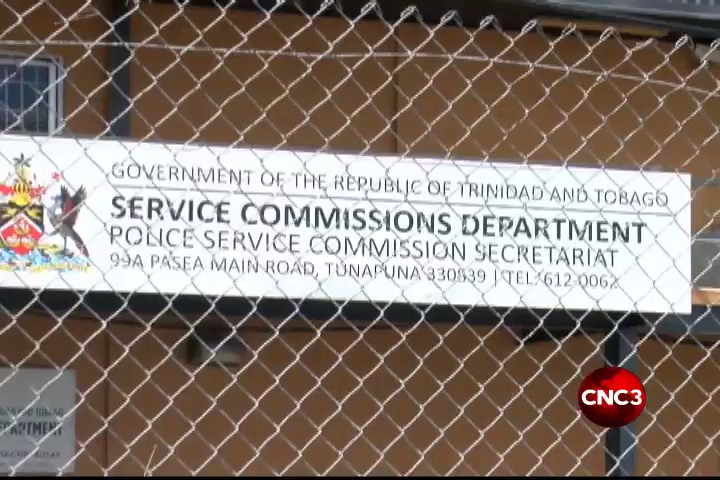 GOVERNMENT OF THE REPUBLIC OF TRINIDAD AND TOBAGO
SERVICE COMMISSIONS DEPARTMENT
POLICE SERVICE COMMISSION SECRETARIAT
99A PASEA MAIN ROAD, TUNAPUNA 330839 | TEL: 612-0062
CNC3